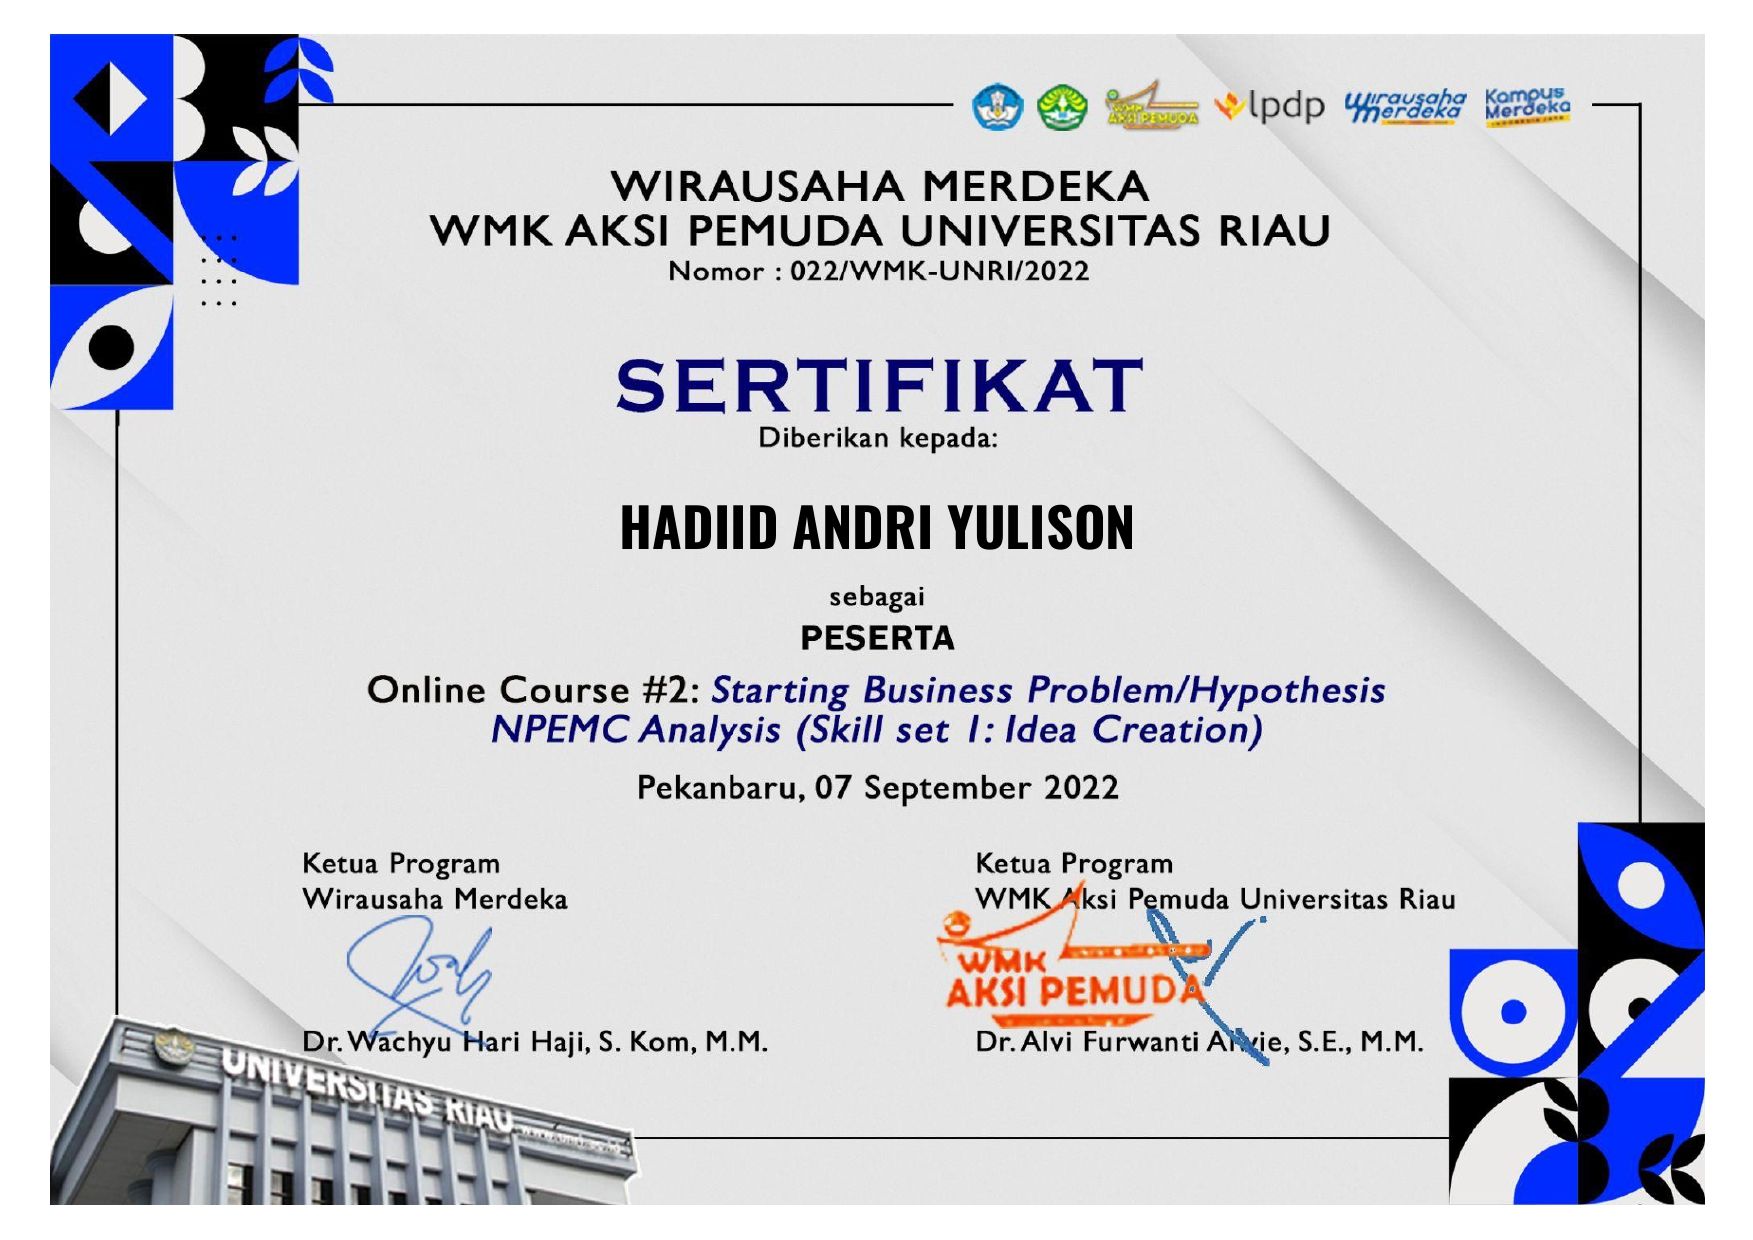 lpdp
Wirausaha
Merdeka
Kampus
Merdeka
INDONESIA JAYA
WIRAUSAHA MERDEKA
WMK AKSI PEMUDA UNIVERSITAS RIAU
Nomor : 022/WMK-UNRI/2022
SERTIFIKAT
Diberikan kepada:
HADIID ANDRI YULISON
sebagai
PESERTA
Online Course #2: Starting Business Problem/Hypothesis
NPEMC Analysis (Skill set 1: Idea Creation)
Pekanbaru, 07 September 2022
Ketua Program
Wirausaha Merdeka
Ketua Program
WMK Aksi Pemuda Universitas Riau
WMK
AKSI PEMUDA
Dr. Wachyu Hari Haji, S. Kom, M.M.
Dr. Alvi Furwanti Alwie, S.E., M.M.
UNIVERSITAS RIAU